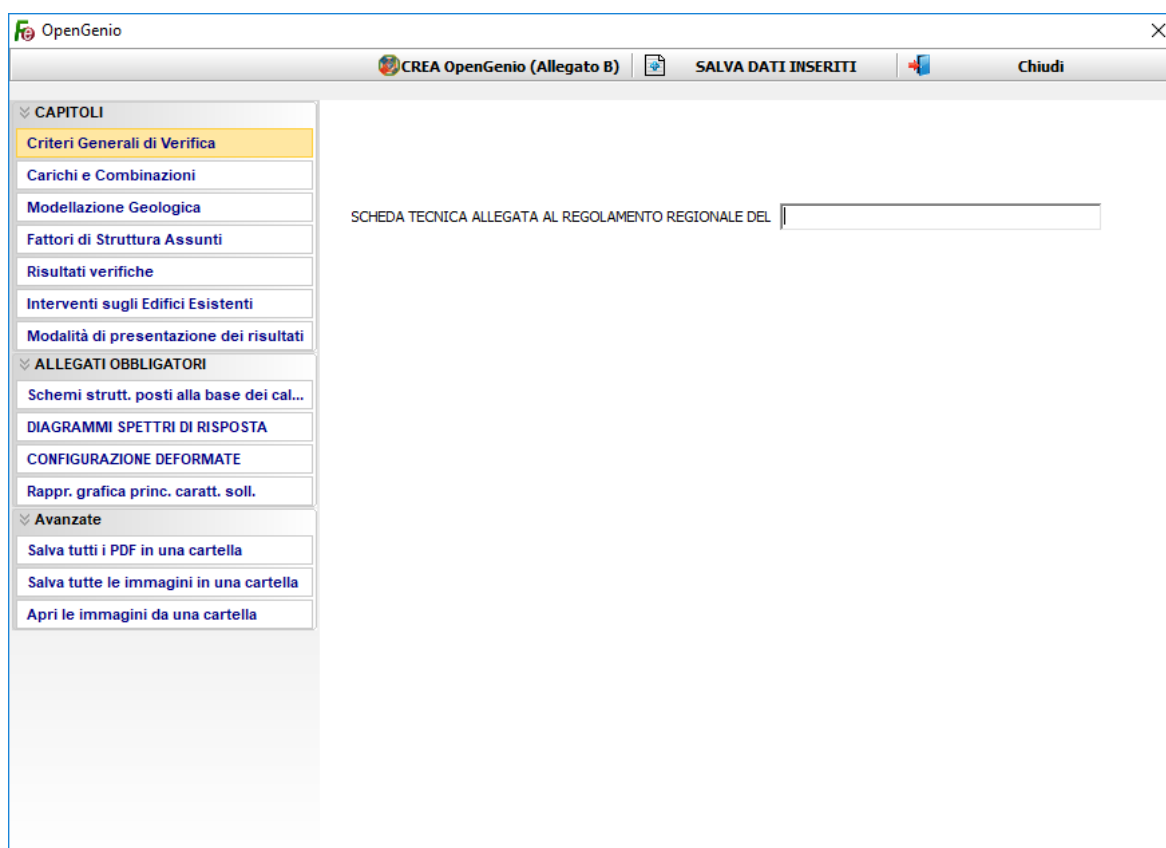 OpenGenio
CREA OpenGenio (Allegato B) SALVA DATI INSERITI Chiudi
CAPITOLI
Criteri Generali di Verifica
Carichi e Combinazioni
Modellazione Geologica
Fattori di Struttura Assunti
Risultati verifiche
Interventi sugli Edifici Esistenti
Modalità di presentazione dei risultati
ALLEGATI OBBLIGATORI
Schemi strutt. posti alla base dei cal...
DIAGRAMMI SPETTRI DI RISPOSTA
CONFIGURAZIONE DEFORMATE
Rappr. grafica princ. caratt. soll.
Avanzate
Salva tutti i PDF in una cartella
Salva tutte le immagini in una cartella
Apri le immagini da una cartella
SCHEDA TECNICA ALLEGATA AL REGOLAMENTO REGIONALE DEL